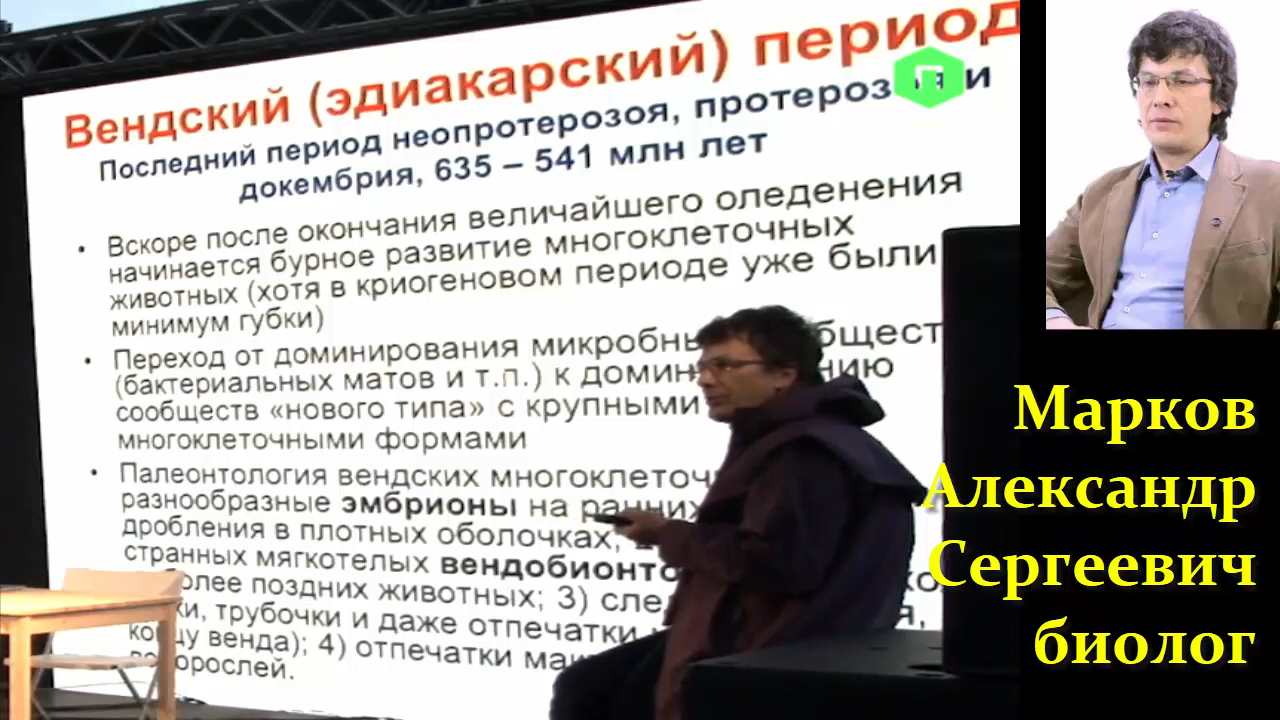 Вендский (эдиакарский) период
Последний период неопротерозоя, и
докембрия, 635 – 541 млн лет
• Вскоре после окончания величайшего оледенения
начинается бурное развитие многоклеточных
животных (хотя в криогеновом периоде уже были
минимум губки)
• Переход от доминирования
(бактериальных матов и т.п.) к
сообществ «нового типа» с крупными
многоклеточными формами
• Палеонтология вендских
разнообразные эмбрионы на ранних
дробления в плотных оболочках;
странных мягкотелых
более поздних животных; 3)
трубочки и даже отпечатки
концу венда); 4) отпечатки
водорослей.
П
Марков
Александр
Сергеевич
биолог